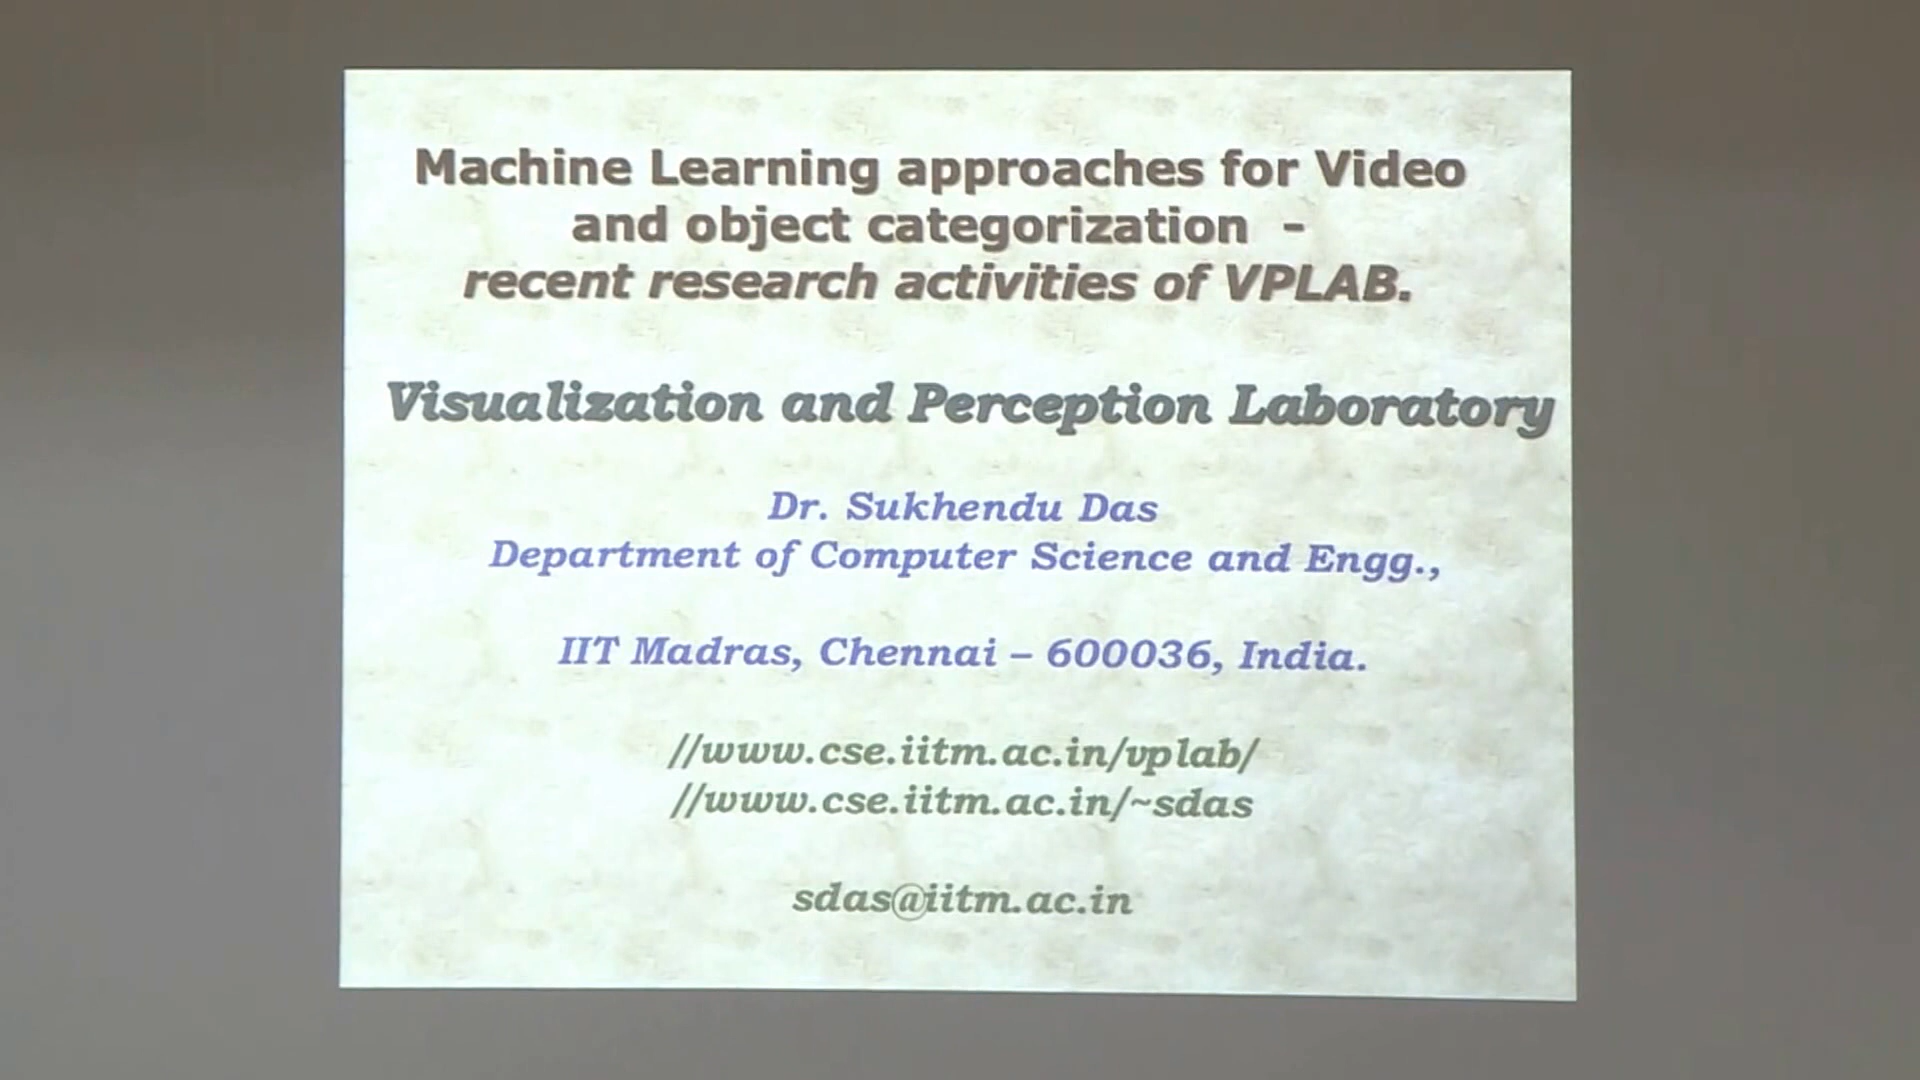 Machine Learning approaches for Video
and object categorization -
recent research activities of VPLAB.
Visualization and Perception Laboratory
Dr. Sukhendu Das
Department of Computer Science and Engg.,
IIT Madras, Chennai – 600036, India.
//www.cse.iitm.ac.in/vplab/
//www.cse.iitm.ac.in/~sdas
sdas@iitm.ac.in